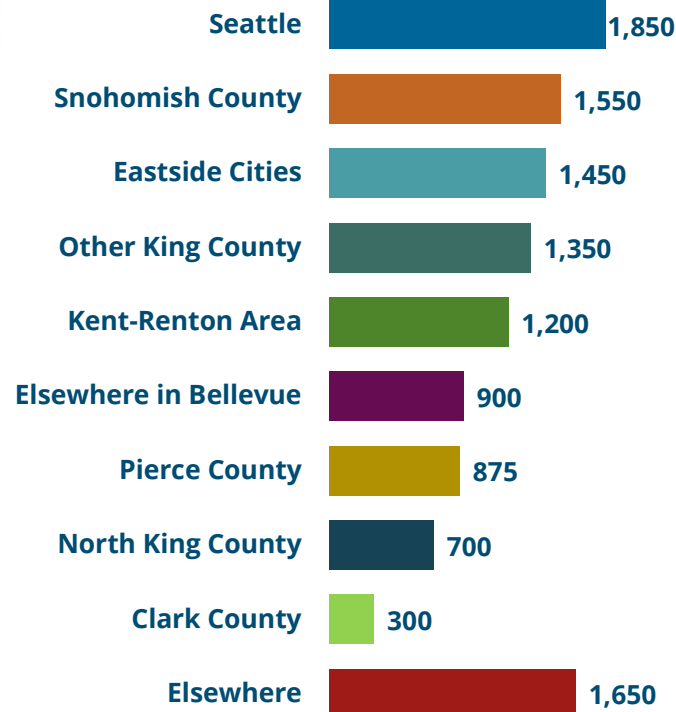 Seattle 1,850
Snohomish County 1,550
Eastside Cities 1,450
Other King County 1,350
Kent-Renton Area 1,200
Elsewhere in Bellevue 900
Pierce County 875
North King County 700
Clark County 300
Elsewhere 1,650